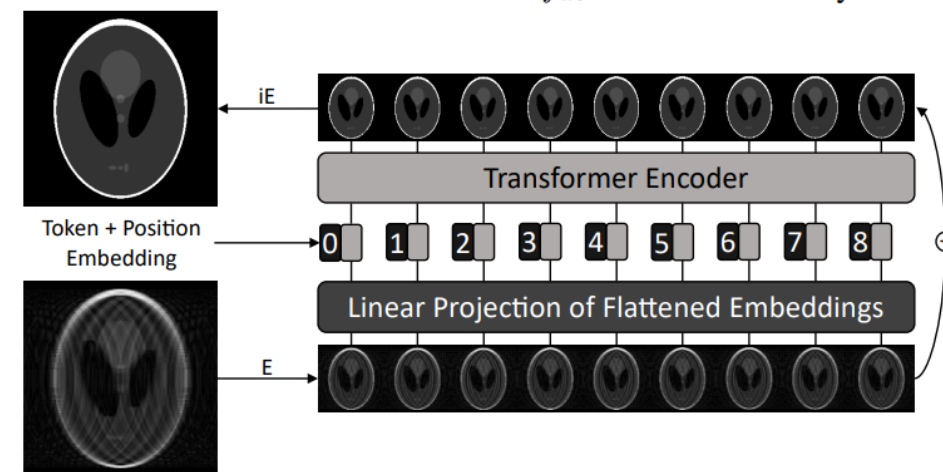 iE
Transformer Encoder
Token + Position
Embedding
0 1 2 3 4 5 6 7 8
Linear Projection of Flattened Embeddings
E